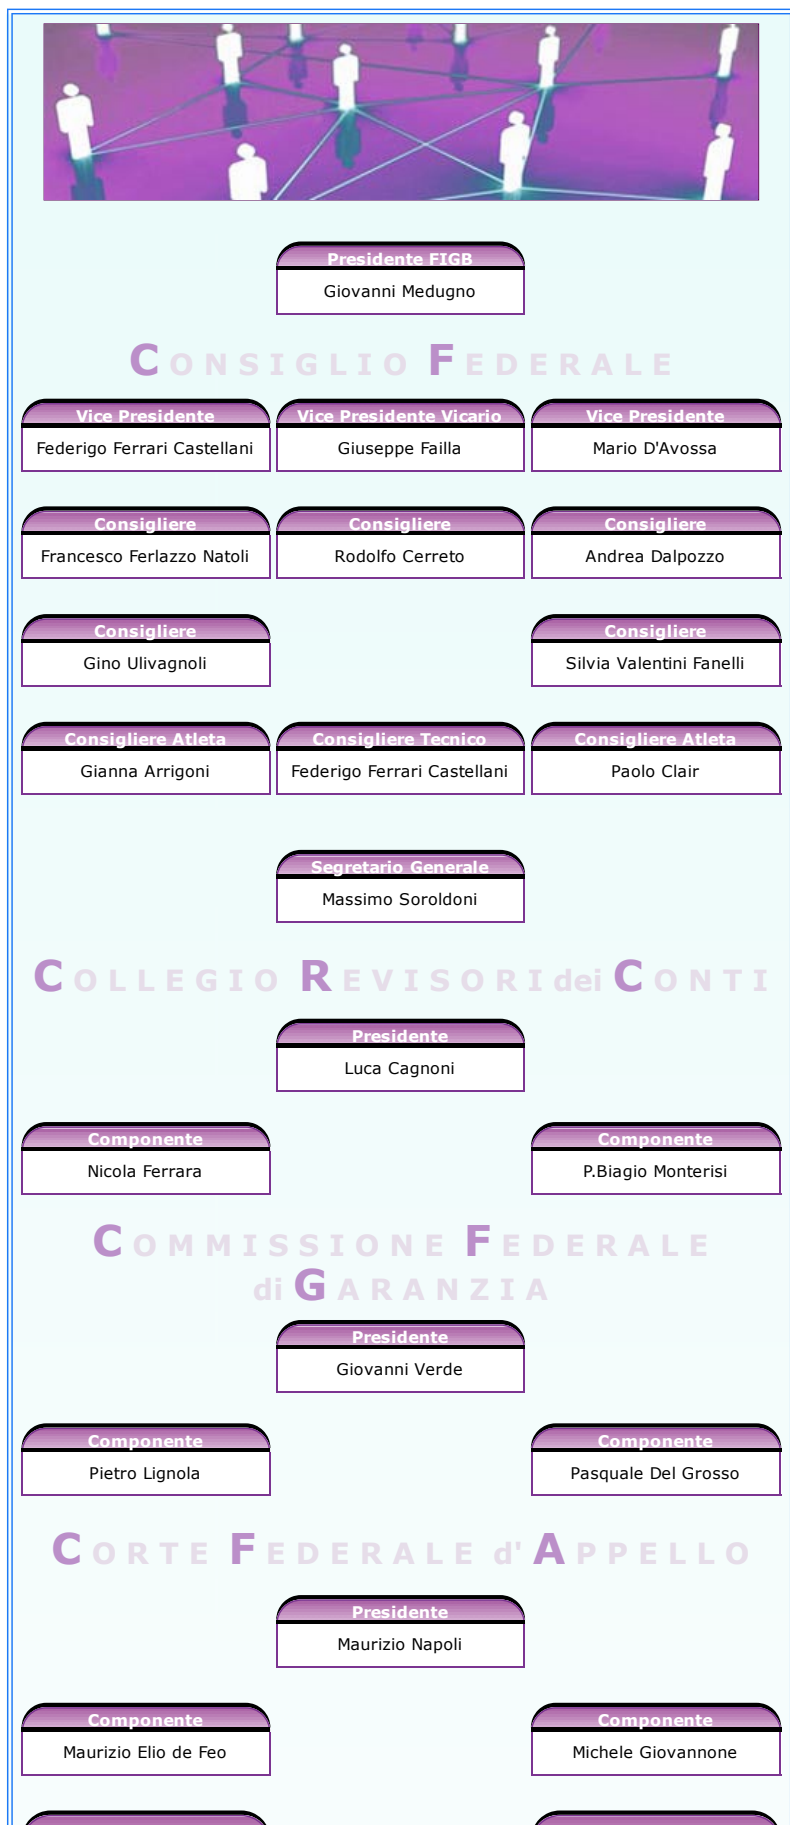 Presidente FIGB
Giovanni Medugno
CONSIGLIO FEDERALE
Vice Presidente Vice Presidente Vicario Vice Presidente
Federigo Ferrari Castellani Giuseppe Failla Mario D'Avossa
Consigliere Consigliere Consigliere
Francesco Ferlazzo Natoli Rodolfo Cerreto Andrea Dalpozzo
Consigliere Consigliere
Gino Ulivagnoli Silvia Valentini Fanelli
Consigliere Atleta Consigliere Tecnico Consigliere Atleta
Gianna Arrigoni Federigo Ferrari Castellani Paolo Clair
Segretario Generale
Massimo Soroldoni
COLLEGIO REVISORI dei CONTI
Presidente
Luca Cagnoni
Componente Componente
Nicola Ferrara P.Biagio Monterisi
COMMISSIONE FEDERALE
di GARANZIA
Presidente
Giovanni Verde
Componente Componente
Pietro Lignola Pasquale Del Grosso
CORTE FEDERALE d' APPELLO
Presidente
Maurizio Napoli
Componente Componente
Maurizio Elio de Feo Michele Giovannone